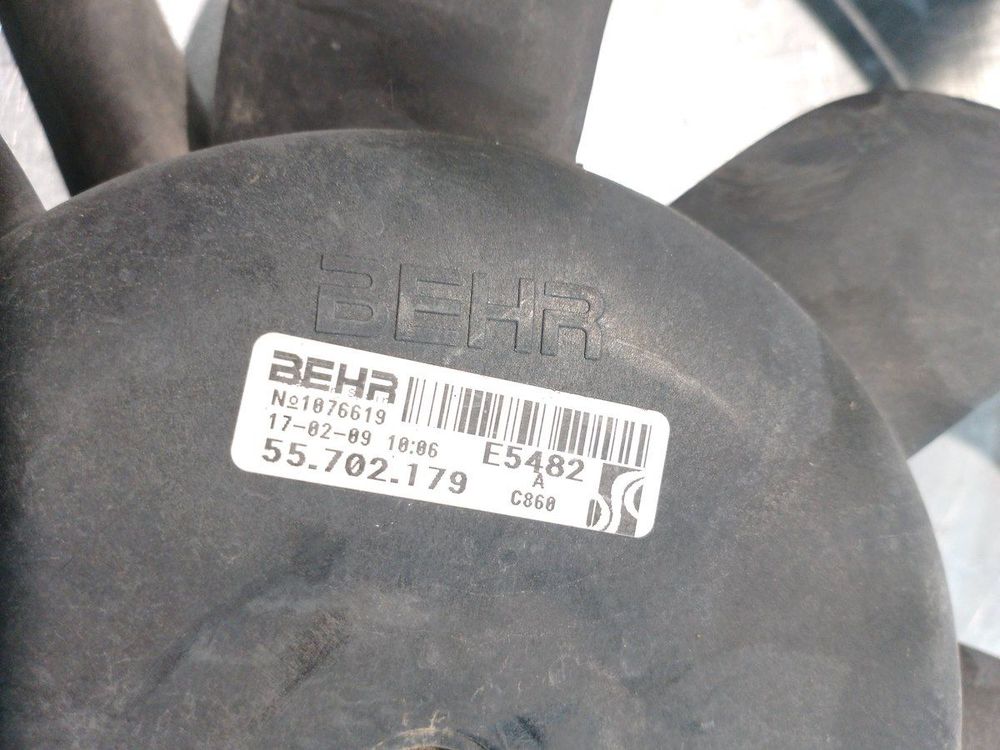 BEHR
BEHR
№1076619
17-02-09 10:06
E5482
55.702.179
A
C860